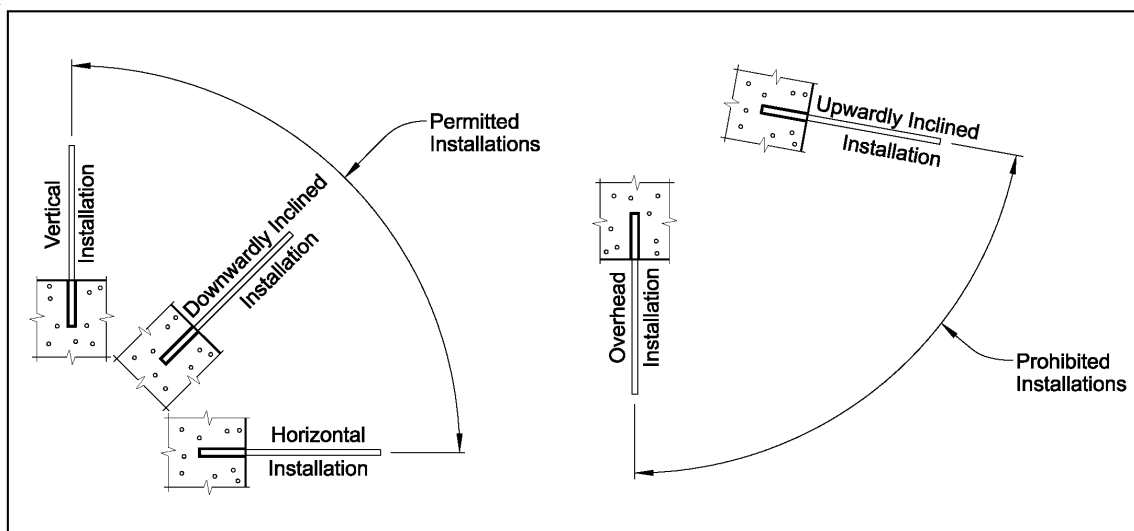 Permitted
Installations
Vertical
Installation
Downwardly Inclined
Installation
Horizontal
Installation
Upwardly Inclined
Installation
Overhead
Installation
Prohibited
Installations